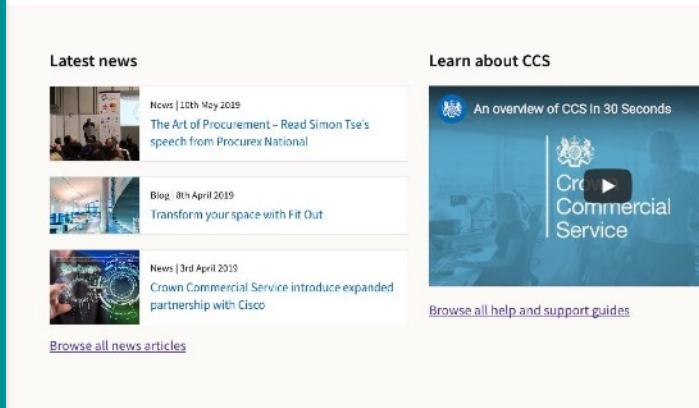 Latest news
News | 10th May 2019
The Art of Procurement – Read Simon Tse's
speech from Procurex National
Blog | 8th April 2019
Transform your space with Fit Out
News | 3rd April 2019
Crown Commercial Service introduce expanded
partnership with Cisco
Browse all news articles
Learn about CCS
An overview of CCS in 30 Seconds
Crown
Commercial
Service
Browse all help and support guides